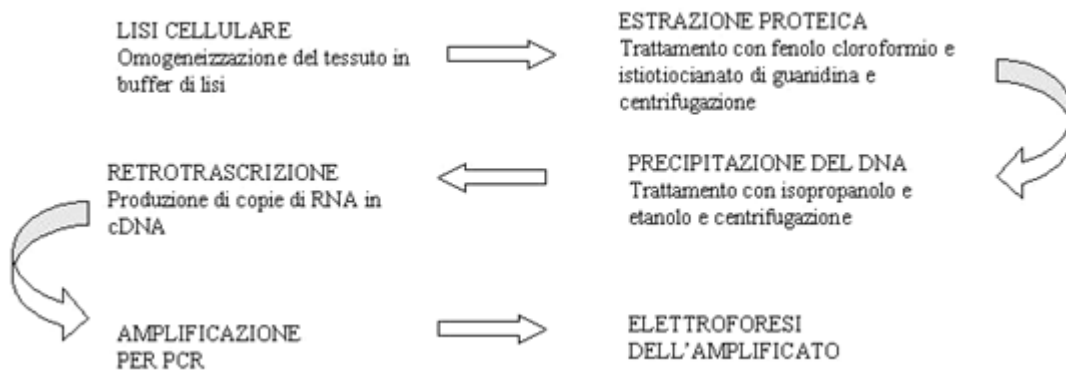 LISI CELLULARE
Omogeneizzazione del tessuto in
buffer di lisi
ESTRAZIONE PROTEICA
Trattamento con fenolo cloroformio e
istiotiocianato di guanidina e
centrifugazione
PRECIPITAZIONE DEL DNA
Trattamento con isopropanolo e
etanolo e centrifugazione
RETROTRASCRIZIONE
Produzione di copie di RNA in
cDNA
AMPLIFICAZIONE
PER PCR
ELETTROFORESI
DELL'AMPLIFICATO